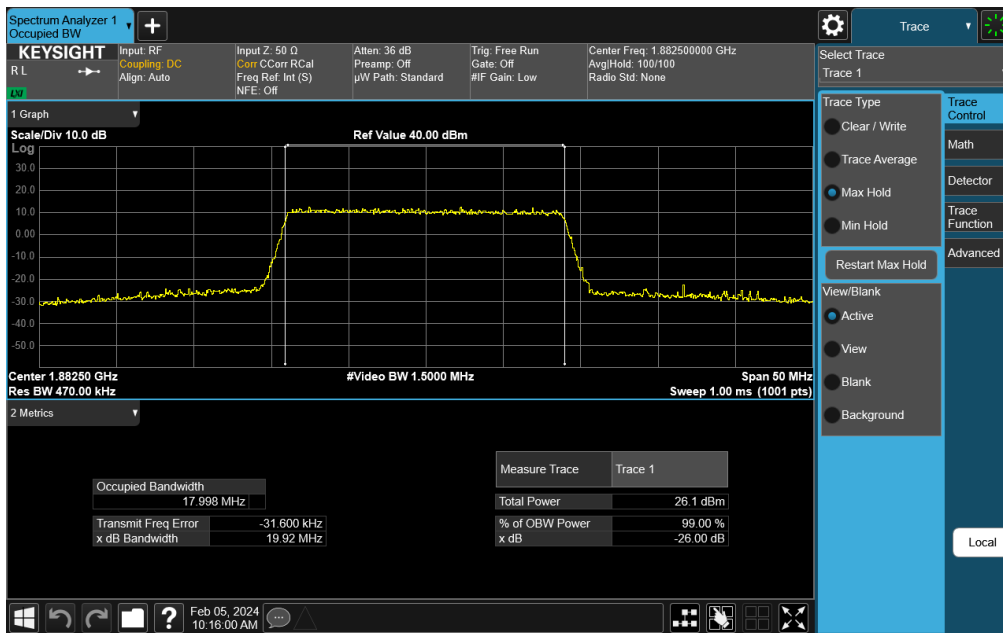 Spectrum Analyzer 1
Occupied BW
Trace
KEYSIGHT
R L
LXI
Input: RF
Coupling: DC
Align: Auto
Input Z: 50 Ω
Corr CCorr RCal
Freq Ref: Int (S)
NFE: Off
Atten: 36 dB
Preamp: Off
µW Path: Standard
Trig: Free Run
Gate: Off
#IF Gain: Low
Center Freq: 1.882500000 GHz
Avg|Hold: 100/100
Radio Std: None
Select Trace
Trace 1
1 Graph
Scale/Div 10.0 dB
Ref Value 40.00 dBm
Log
30.0
20.0
10.0
0.00
-10.0
-20.0
-30.0
-40.0
-50.0
Center 1.88250 GHz
#Video BW 1.5000 MHz
Span 50 MHz
Res BW 470.00 kHz
Sweep 1.00 ms (1001 pts)
Trace Type
Clear / Write
Trace Average
Max Hold
Min Hold
Restart Max Hold
View/Blank
Active
View
Blank
Background
Trace
Control
Math
Detector
Trace
Function
Advanced
Local
2 Metrics
Occupied Bandwidth
17.998 MHz
Transmit Freq Error -31.600 kHz
x dB Bandwidth 19.92 MHz
Measure Trace Trace 1
Total Power 26.1 dBm
% of OBW Power 99.00 %
x dB -26.00 dB
?
Feb 05, 2024
10:16:00 AM